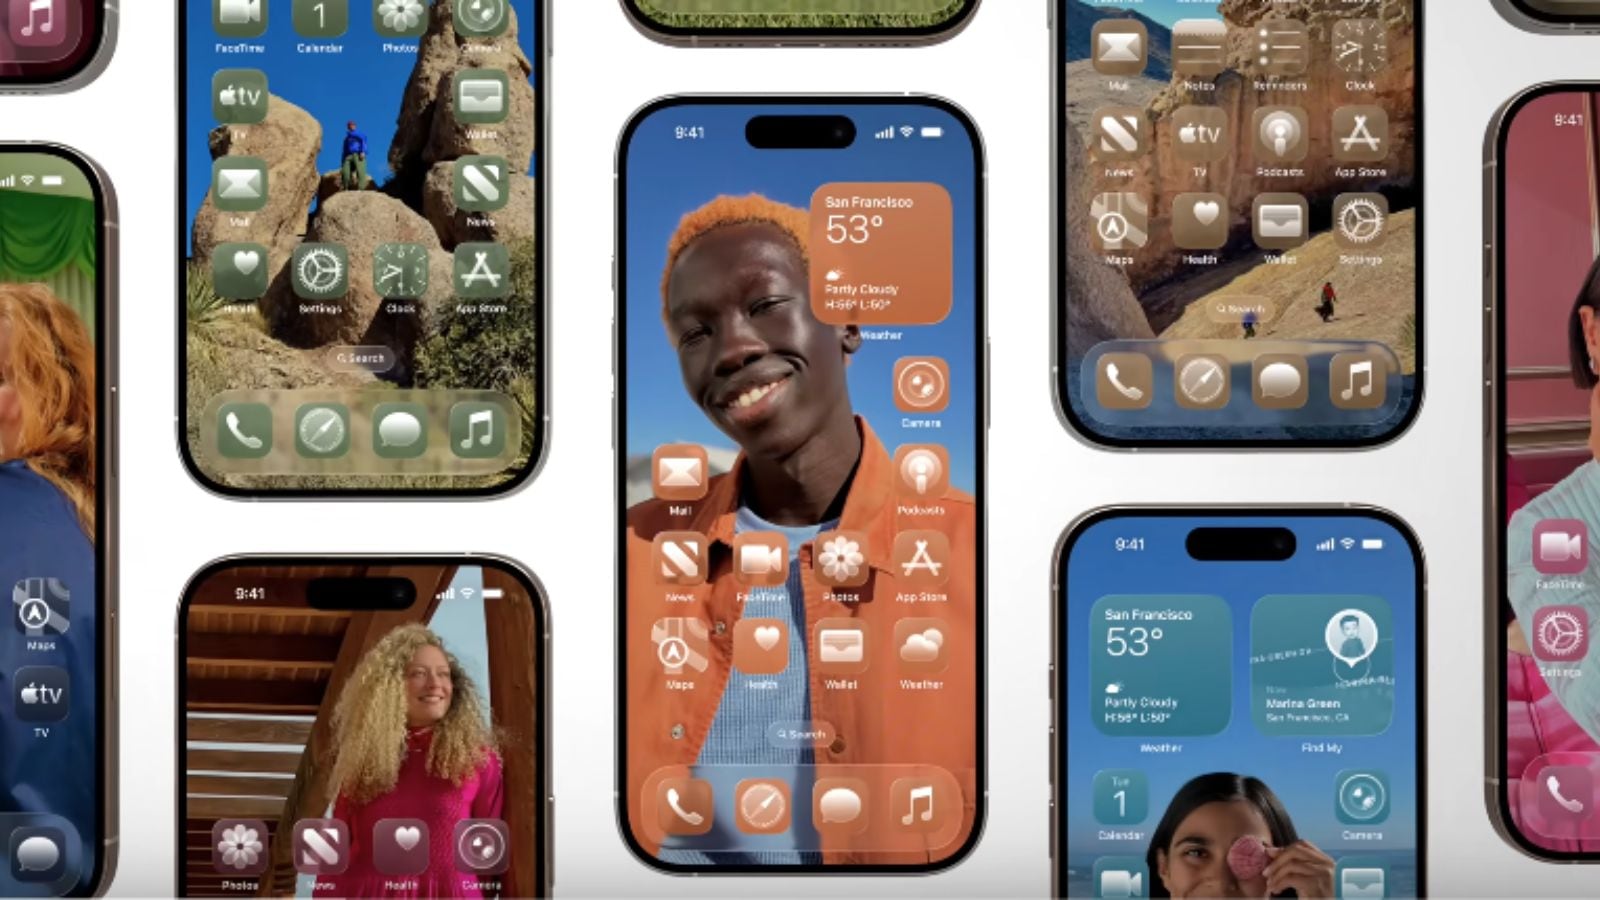 FaceTime
1
Calendar
Photos
Camera
tv
TV
Wallet
Mail
News
Health
Settings
Clock
App Store
Search
9:41
Photos
News
Health
Camera
Maps
tv
TV
9:41
San Francisco
53°
Partly Cloudy
H:56° L:50°
Weather
Camera
Mail
Podcasts
News
FaceTime
Photos
App Store
Maps
Health
Wallet
Weather
Search
Mail
Notes
Reminders
Clock
News
tv
TV
Podcasts
App Store
Maps
Health
Wallet
Settings
Search
9:41
San Francisco
53°
Partly Cloudy
H:56° L:50°
Weather
Now
Marina Green
San Francisco, CA
Find My
Tue
1
Calendar
Camera
9:41
FaceTime
Settings